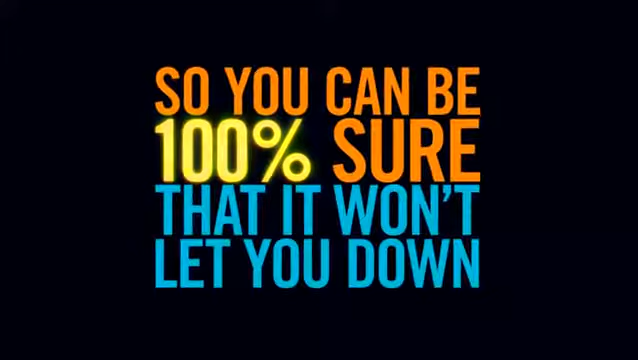 SO YOU CAN BE
100% SURE
THAT IT WON'T
LET YOU DOWN